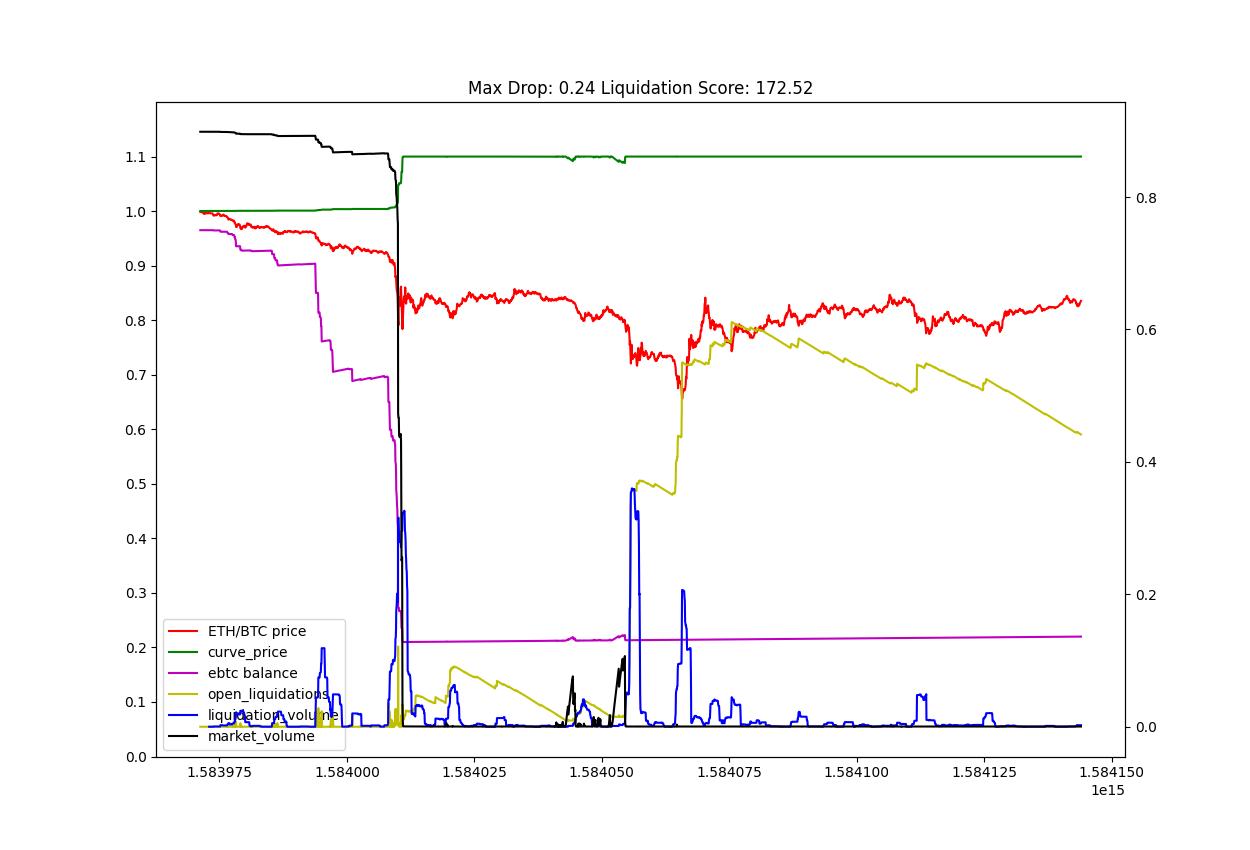 Max Drop: 0.24 Liquidation Score: 172.52
1.1
1.0
0.9
0.8
0.7
0.6
0.5
0.4
0.3
0.2
0.1
0.0
0.8
0.6
0.4
0.2
0.0
ETH/BTC price
curve_price
ebtc balance
open_liquidations
liquidation_volume
market_volume
1.583975 1.584000 1.584025 1.584050 1.584075 1.584100 1.584125 1.584150
1e15